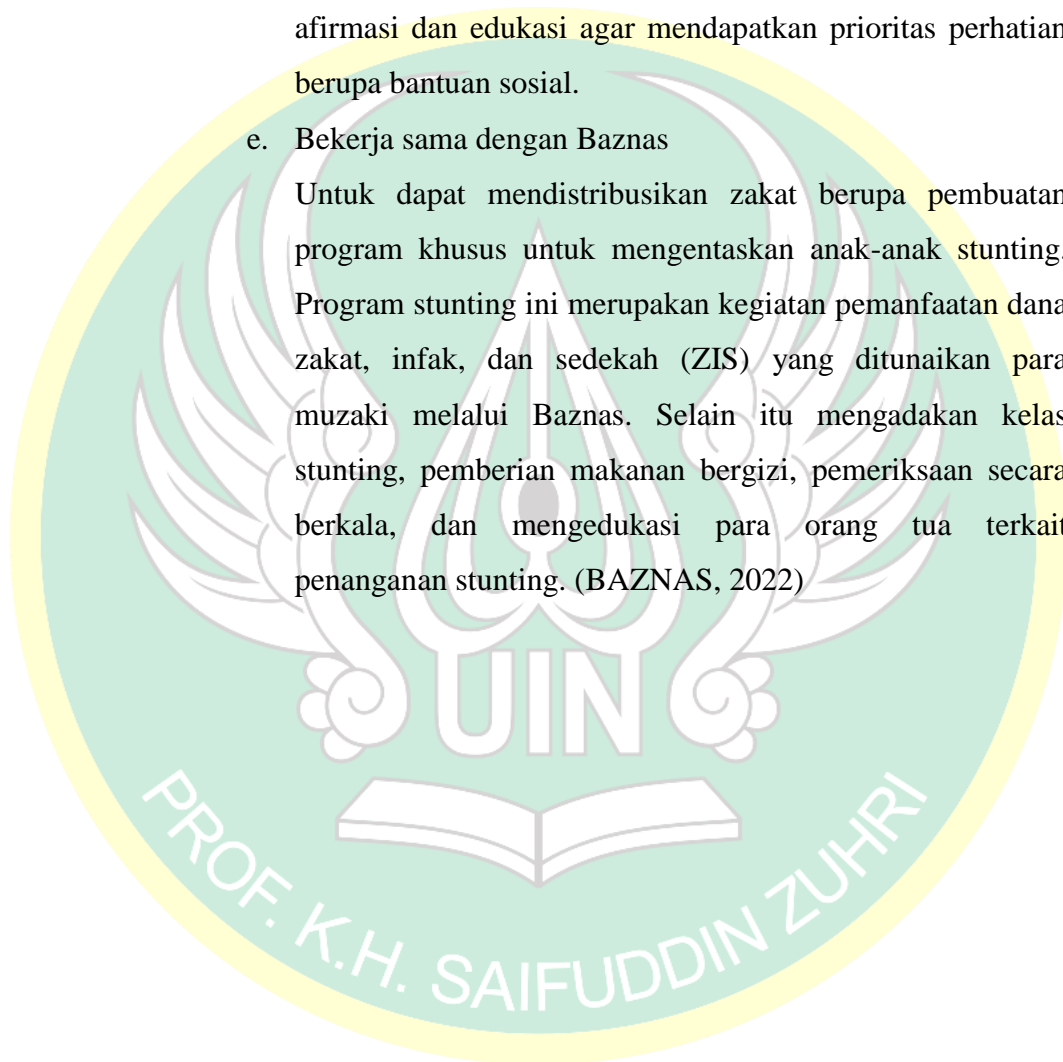 afirmasi dan edukasi agar mendapatkan prioritas perhatian
berupa bantuan sosial.
e. Bekerja sama dengan Baznas
Untuk dapat mendistribusikan zakat berupa pembuatan
program khusus untuk mengentaskan anak-anak stunting.
Program stunting ini merupakan kegiatan pemanfaatan dana
zakat, infak, dan sedekah (ZIS) yang ditunaikan para
muzaki melalui Baznas. Selain itu mengadakan kelas
stunting, pemberian makanan bergizi, pemeriksaan secara
berkala, dan mengedukasi para orang tua terkait
penanganan stunting. (BAZNAS, 2022)
UIN
PROF. K.H. SAIFUDDIN ZUHRI